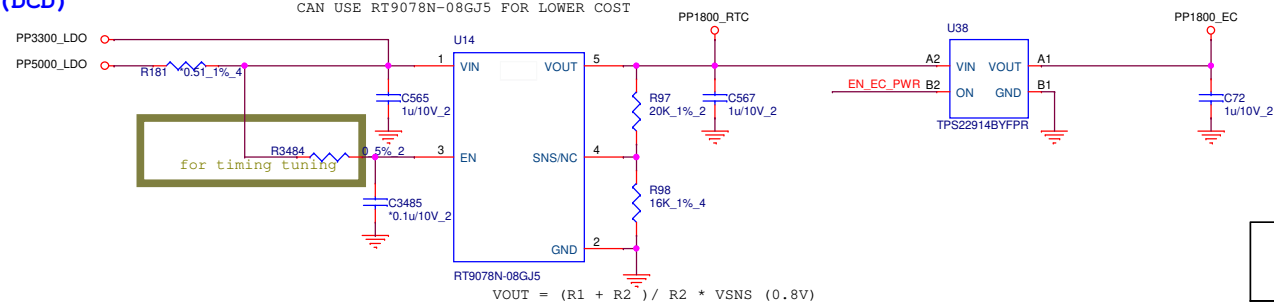 (DCD)
CAN USE RT9078N-08GJ5 FOR LOWER COST
PP1800_RTC
PP1800_EC
PP3300_LDO
U14
U38
PP5000_LDO
R181
*0.51_1%_4
1
VIN
VOUT
5
A2
VIN
VOUT
A1
C565
1u/10V_2
R97
20K_1%_2
C567
1u/10V_2
EN_EC_PWR
B2
ON
GND
B1
C72
1u/10V_2
TPS22914BYFPR
R3484
0_5%_2
for timing tuning
3
EN
SNS/NC
4
C3485
*0.1u/10V_2
R98
16K_1%_4
GND
2
RT9078N-08GJ5
VOUT = (R1 + R2 )/ R2 * VSNS (0.8V)